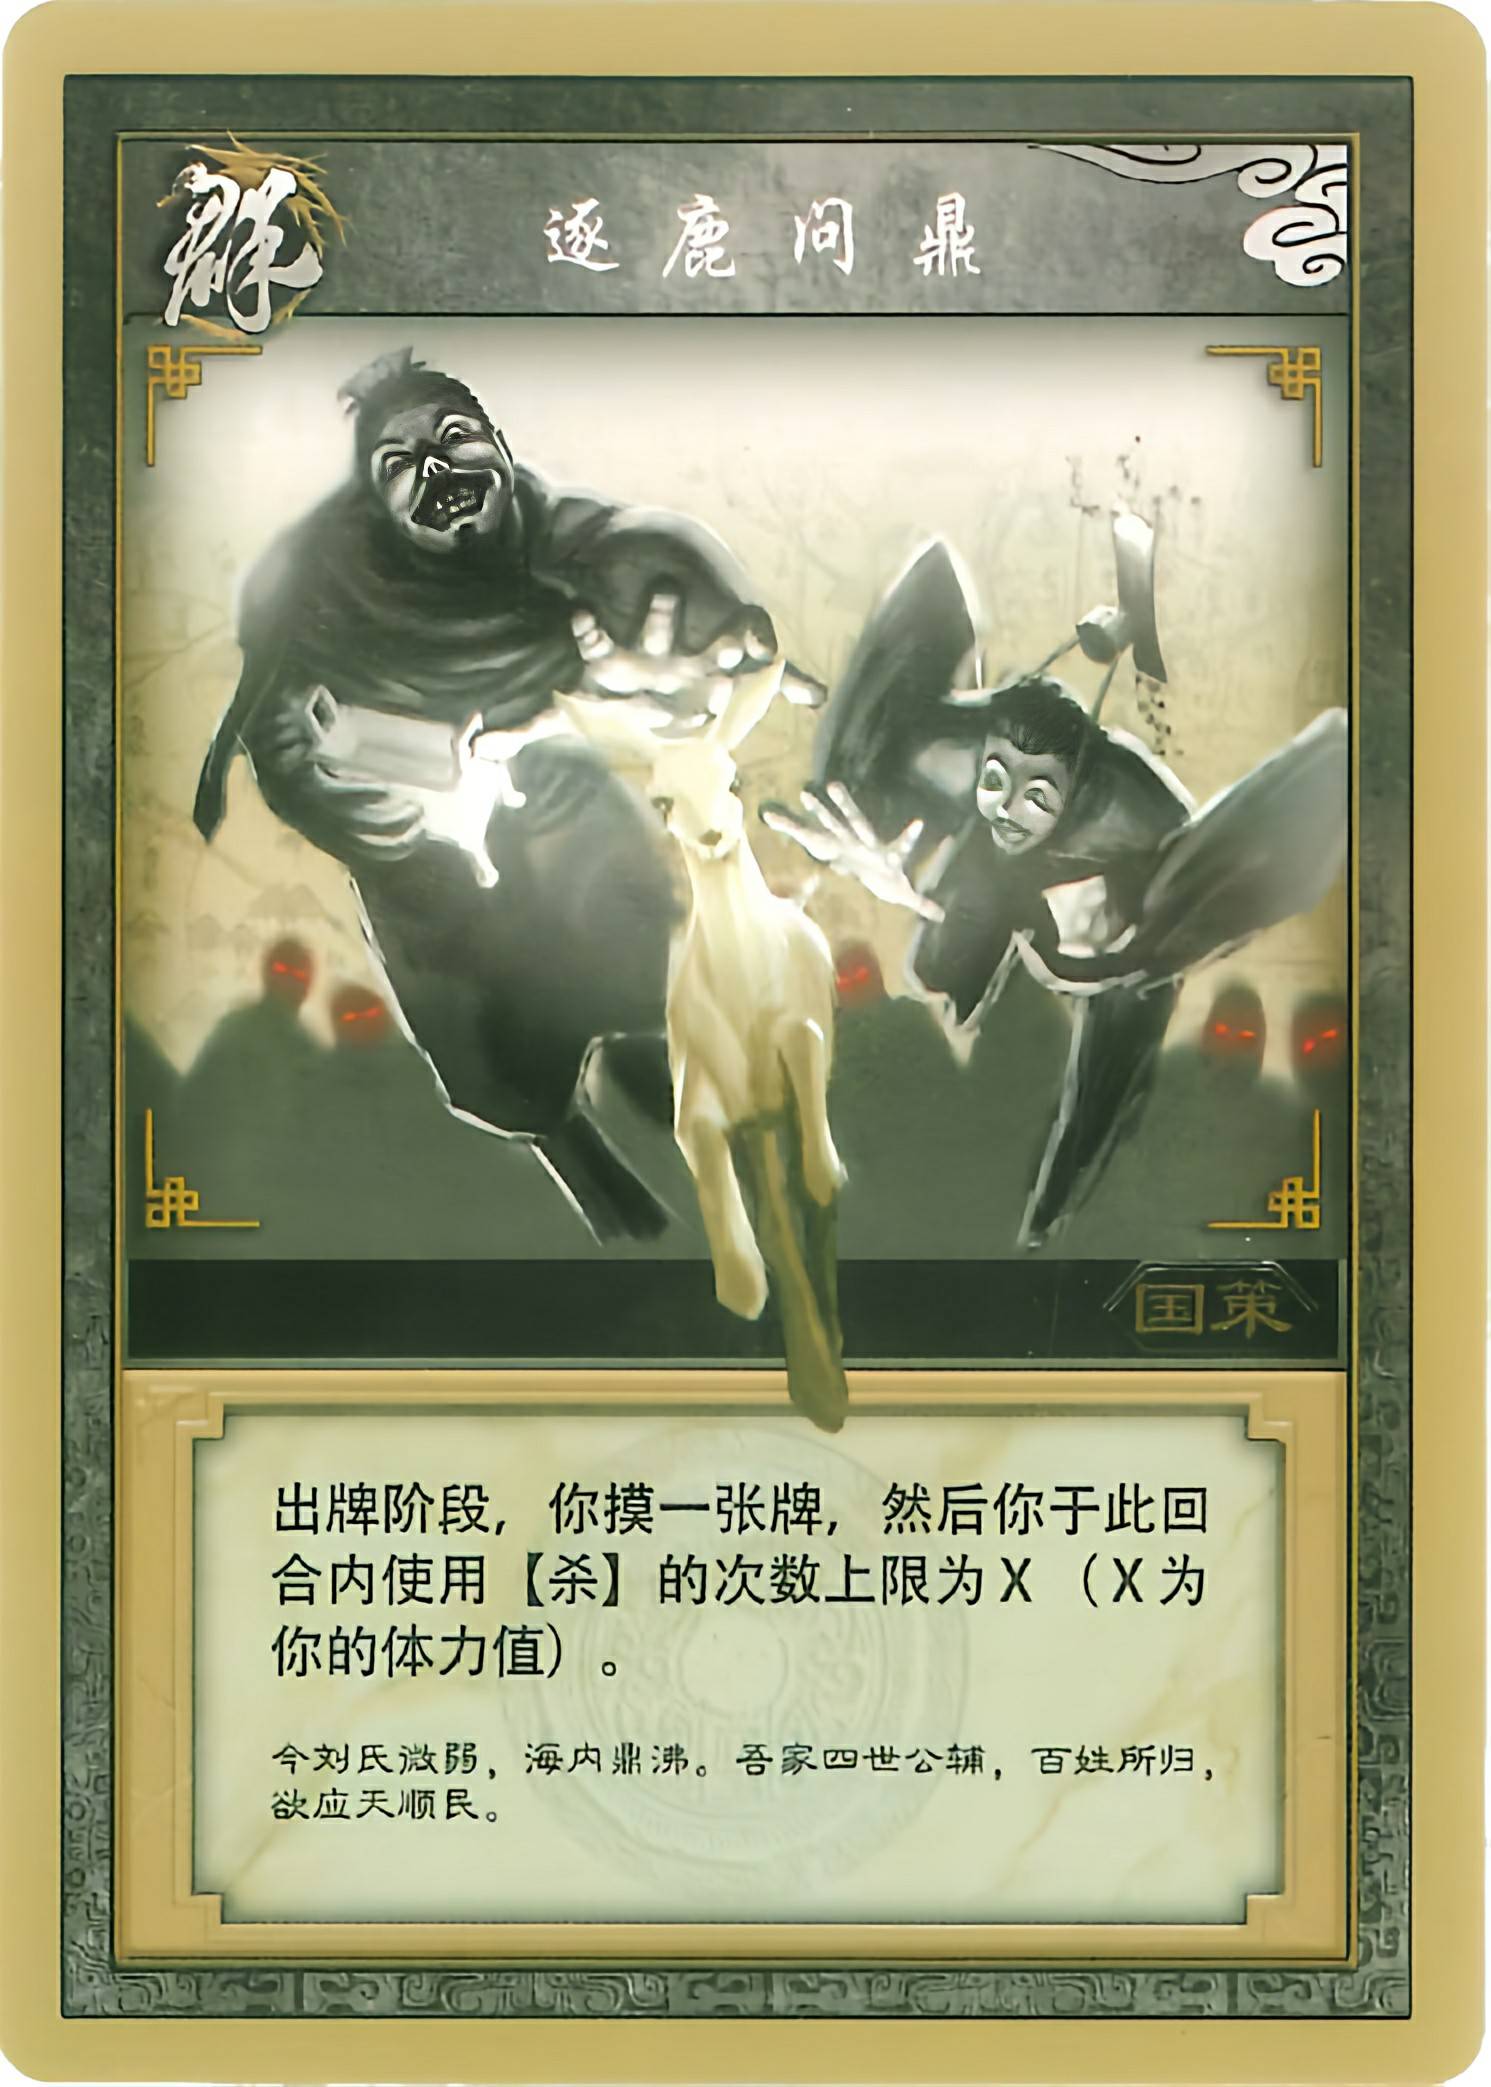 群
逐鹿问鼎
国策
出牌阶段，你摸一张牌，然后你于此回
合内使用【杀】的次数上限为X（X为
你的体力值）。
今刘氏微弱，海内鼎沸。吾家四世公辅，百姓所归，
欲应天顺民。